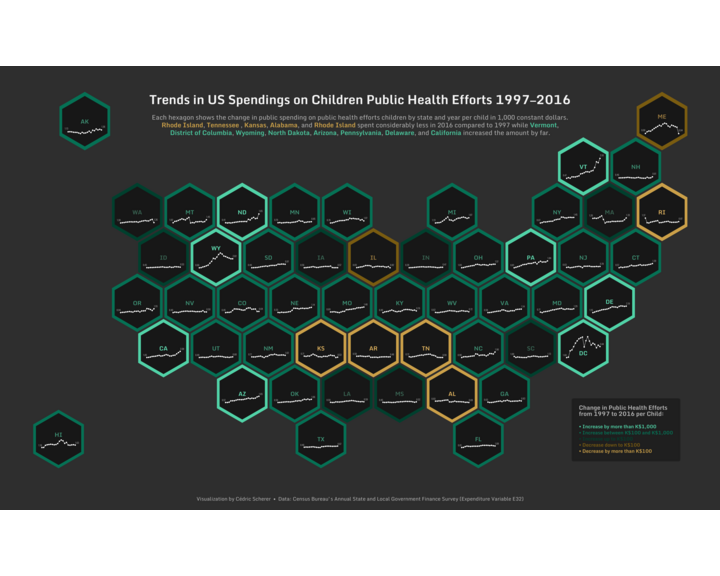 Trends in US Spendings on Children Public Health Efforts 1997–2016
Each hexagon shows the change in public spending on public health efforts children by state and year per child in 1,000 constant dollars.
Rhode Island, Tennessee , Kansas, Alabama, and Rhode Island spent considerably less in 2016 compared to 1997 while Vermont,
District of Columbia, Wyoming, North Dakota, Arizona, Pennsylvania, Delaware, and California increased the amount by far.
AK
ME
VT
NH
WA
MT
ND
MN
WI
MI
NY
MA
RI
ID
WY
SD
IA
IL
IN
OH
PA
NJ
CT
OR
NV
CO
NE
MO
KY
WV
VA
MD
DE
CA
UT
NM
KS
AR
TN
NC
SC
DC
AZ
OK
LA
MS
AL
GA
HI
TX
FL
Change in Public Health Efforts
from 1997 to 2016 per Child:
• Increase by more than K$1,000
• Increase between K$100 and K$1,000
• Decrease down to K$100
• Decrease by more than K$100
Visualization by Cédric Scherer • Data: Census Bureau's Annual State and Local Government Finance Survey (Expenditure Variable E32)